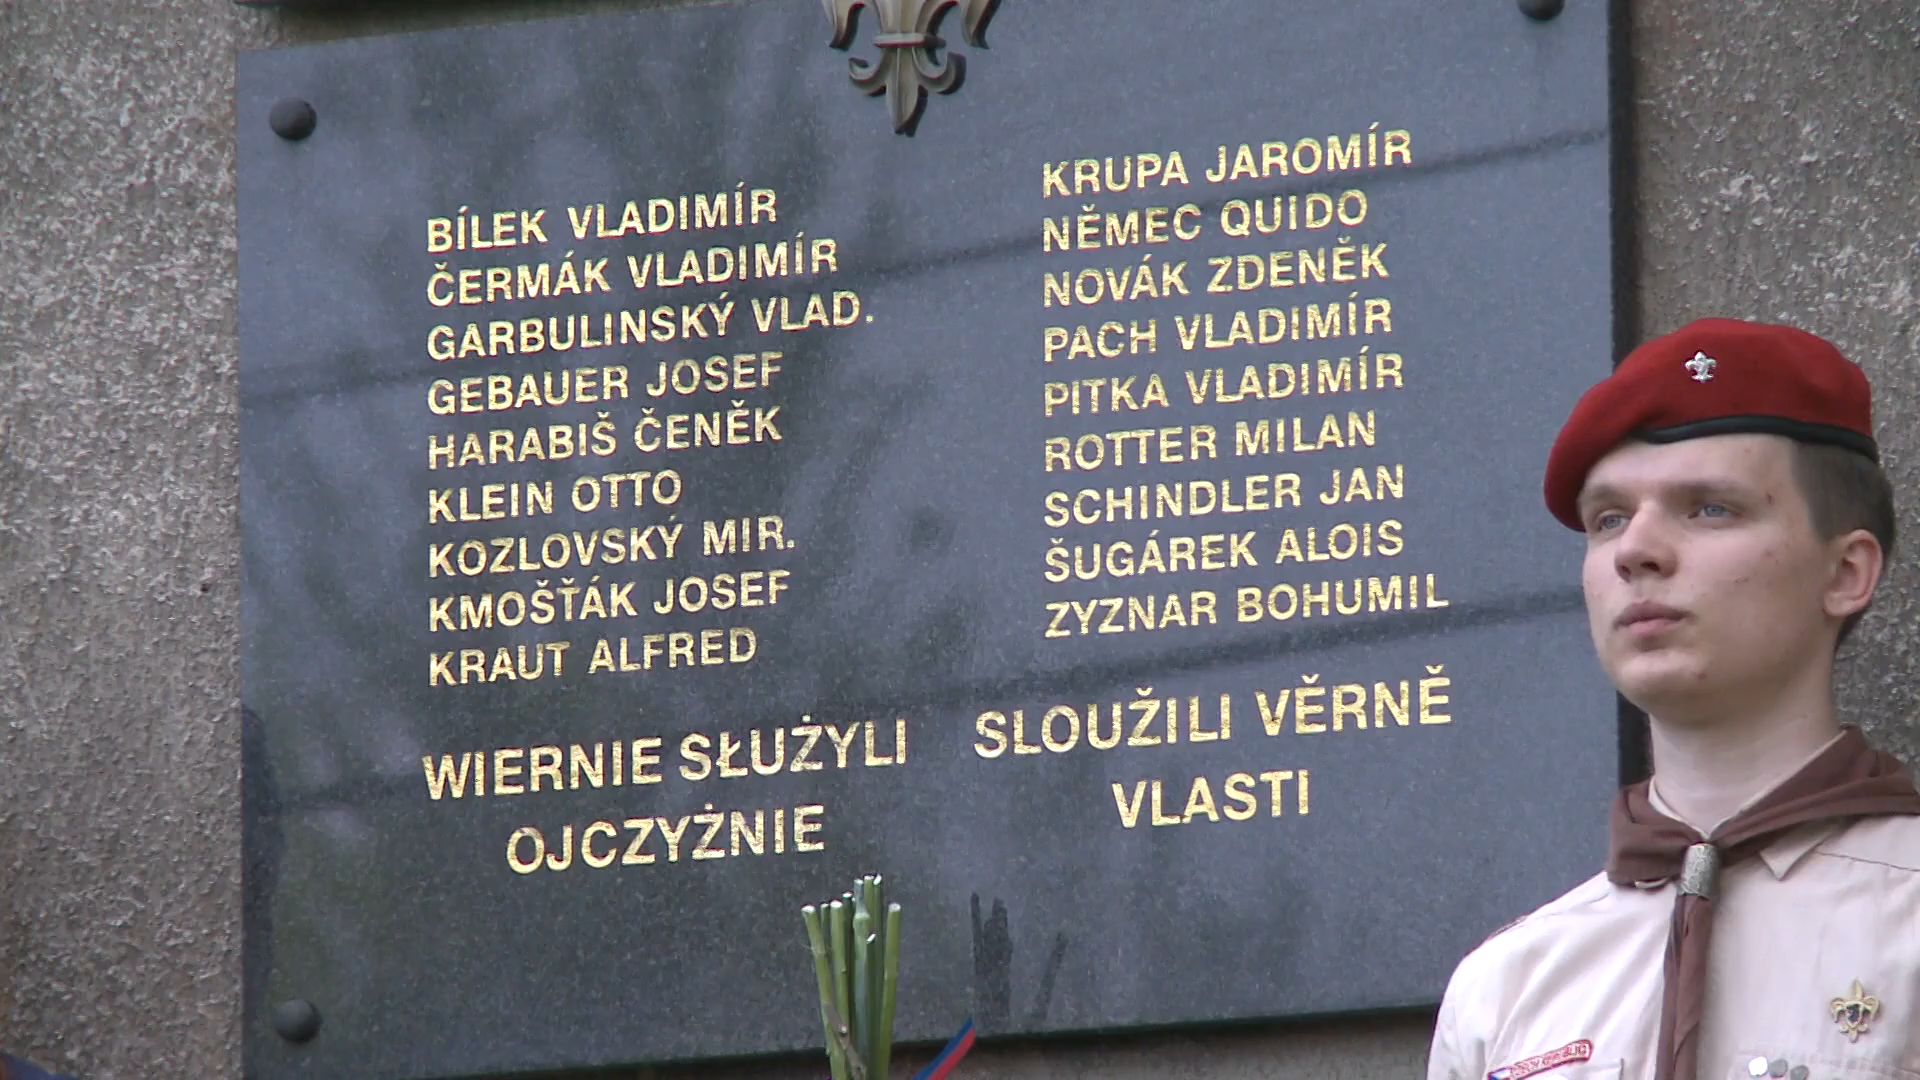 BÍLEK VLADIMÍR
ČERMÁK VLADIMÍR
GARBULINSKÝ VLAD.
GEBAUER JOSEF
HARABIŠ ČENĚK
KLEIN OTTO
KOZLOVSKÝ MIR.
KMOŠŤÁK JOSEF
KRAUT ALFRED
KRUPA JAROMÍR
NĚMEC QUIDO
NOVÁK ZDENĚK
PACH VLADIMÍR
PITKA VLADIMÍR
ROTTER MILAN
SCHINDLER JAN
ŠUGÁREK ALOIS
ZYZNAR BOHUMIL
WIERNIE SŁUŻYLI
OJCZYŻNIE
SLOUŽILI VĚRNĚ
VLASTI